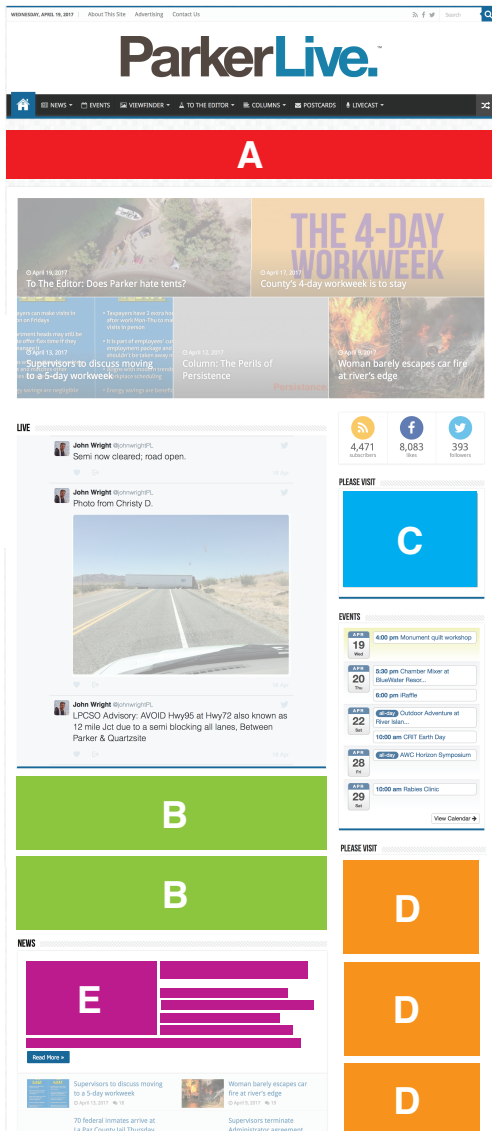 WEDNESDAY, APRIL 19, 2017 About This Site Advertising Contact Us Search
ParkerLive.™
NEWS EVENTS VIEWFINDER TO THE EDITOR COLUMNS POSTCARDS LIVECAST
A
April 19, 2017
To The Editor: Does Parker hate tents?
THE 4-DAY
WORKWEEK
April 17, 2017
County's 4-day workweek is to stay
April 13, 2017
Supervisors to discuss moving
to a 5-day workweek
April 12, 2017
Column: The Perils of
Persistence
Persistence
April 9, 2017
Woman barely escapes car fire
at river's edge
LIVE
John Wright @johnwrightPL
Semi now cleared; road open.
John Wright @johnwrightPL
Photo from Christy D.
John Wright @johnwrightPL
LPCSO Advisory: AVOID Hwy95 at Hwy72 also known as
12 mile Jct due to a semi blocking all lanes, Between
Parker & Quartzsite
B
B
NEWS
E
Read More »
Supervisors to discuss moving
to a 5-day workweek
April 13, 2017 18
Woman barely escapes car
fire at river's edge
April 9, 2017 15
70 federal inmates arrive at
La Paz County Jail Thursday
Supervisors terminate
Administrator agreement
4,471
subscribers
8,083
likes
393
followers
PLEASE VISIT
C
EVENTS
APR
19
Wed
4:00 pm Monument quilt workshop
APR
20
Thu
5:30 pm Chamber Mixer at
BlueWater Resor...
6:00 pm iRaffle
APR
22
Sat
all-day Outdoor Adventure at
River Islan...
10:00 am CRIT Earth Day
APR
28
Fri
all-day AWC Horizon Symposium
APR
29
Sat
10:00 am Rabies Clinic
View Calendar
PLEASE VISIT
D
D
D